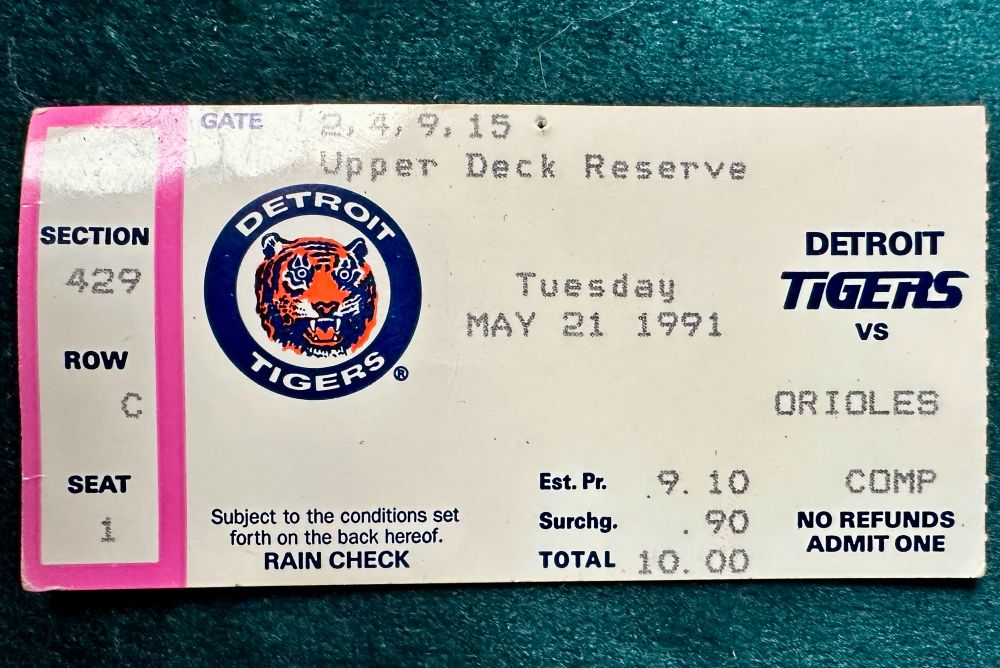 GATE 2,4,9,15
Upper Deck Reserve
SECTION
429
ROW
C
SEAT
1
DETROIT
TIGERS®
Tuesday
MAY 21 1991
DETROIT
TIGERS
VS
ORIOLES
Subject to the conditions set
forth on the back hereof.
RAIN CHECK
Est. Pr. 9.10
Surchg. .90
TOTAL 10.00
COMP
NO REFUNDS
ADMIT ONE